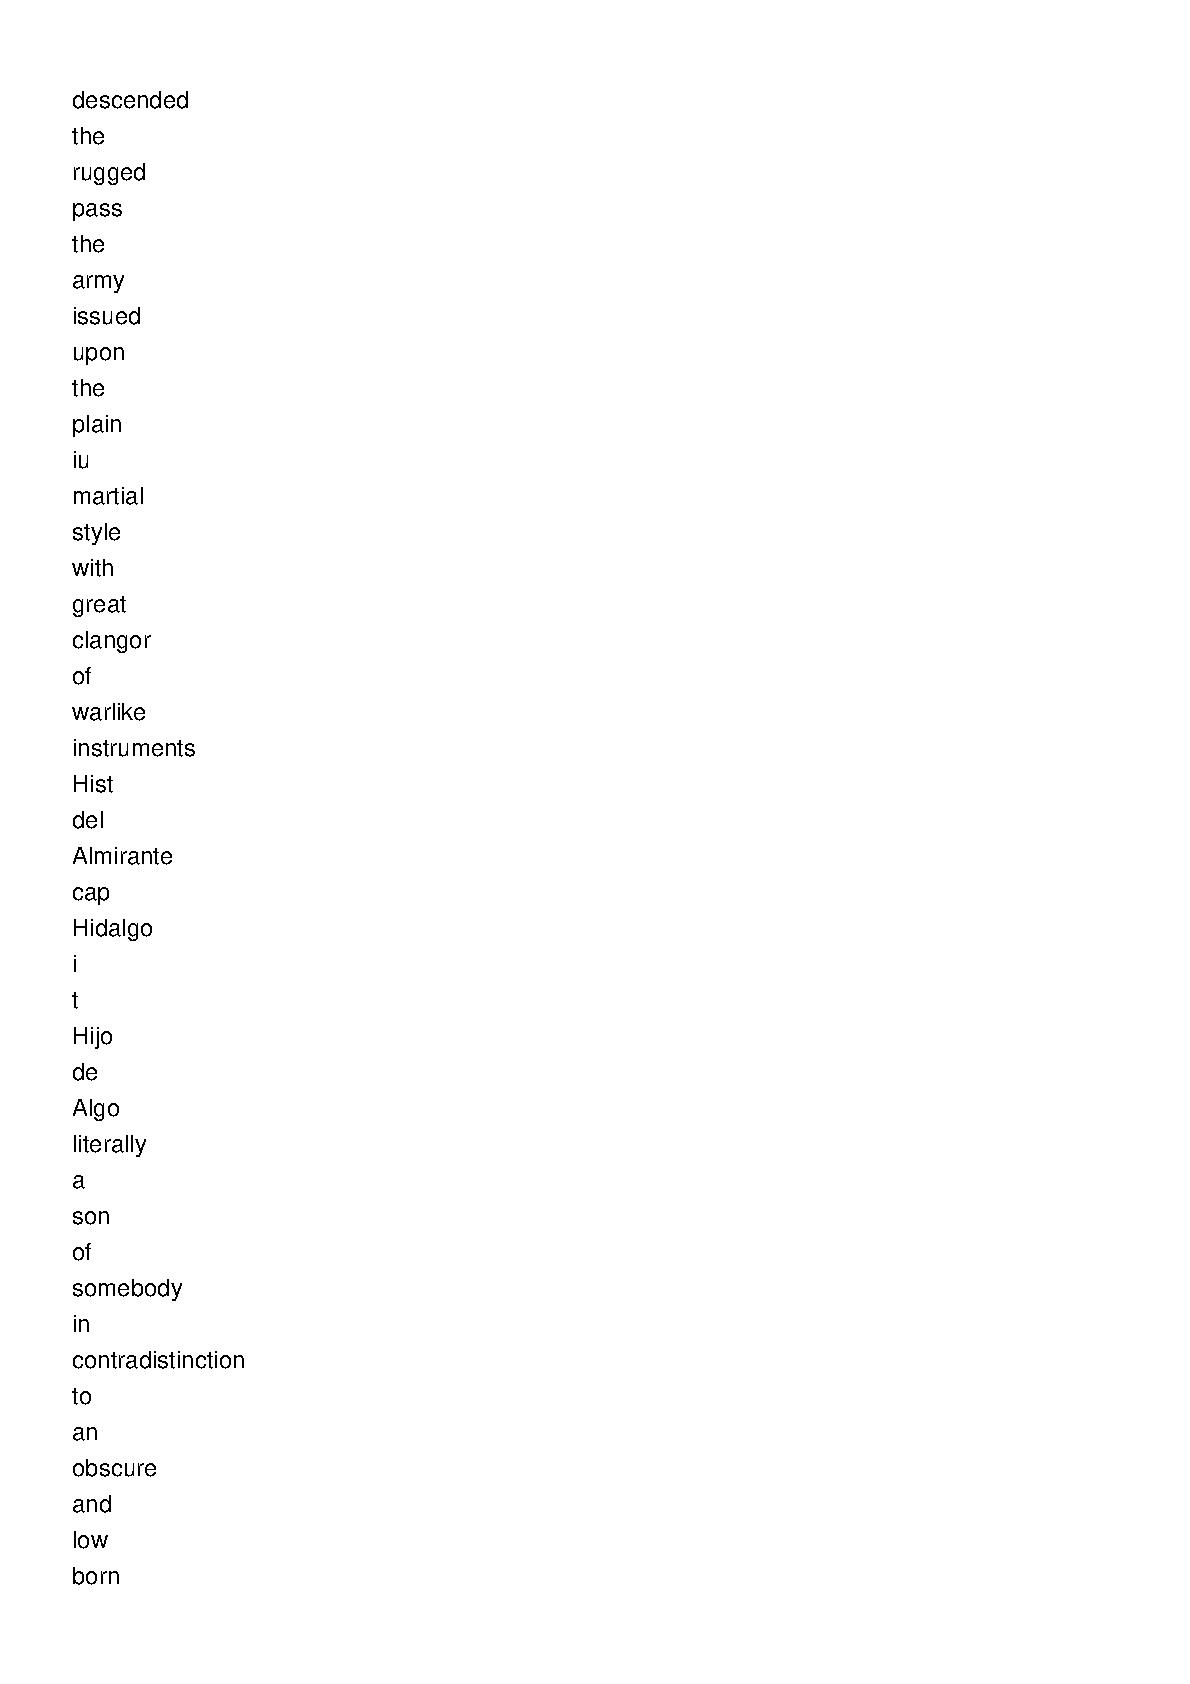 descended
the
rugged
pass
the
army
issued
upon
the
plain
iu
martial
style
with
great
clangor
of
warlike
instruments
Hist
del
Almirante
cap
Hidalgo
i
t
Hijo
de
Algo
literally
a
son
of
somebody
in
contradistinction
to
an
obscure
and
low
born